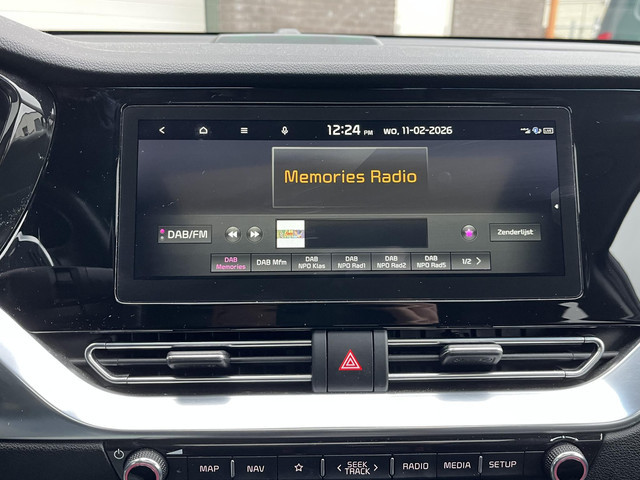 12:24 PM WO, 11-02-2026
Memories Radio
DAB/FM
Zenderlijst
DAB Memories
DAB Mfm
DAB NPO Klas
DAB NPO Rad1
DAB NPO Rad2
DAB NPO Rad5
1/2
MAP
NAV
SEEK
TRACK
RADIO
MEDIA
SETUP